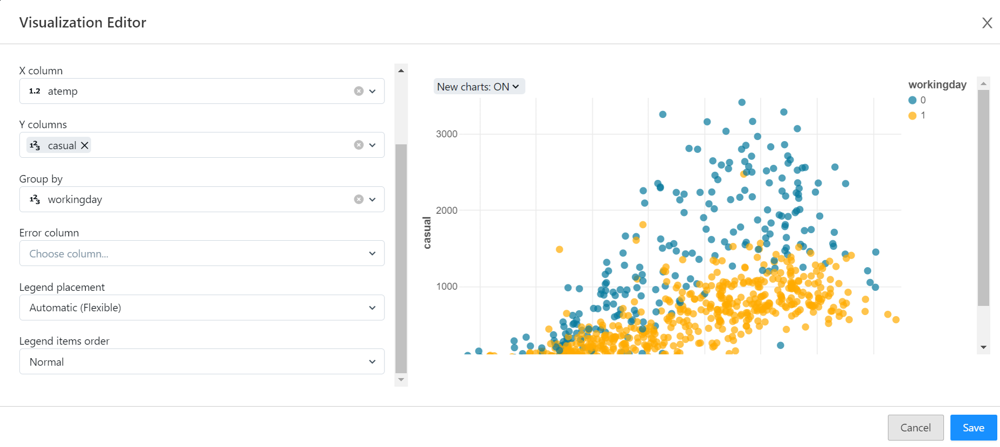 Visualization Editor
X column
1.2 atemp
Y columns
123 casual
Group by
123 workingday
Error column
Choose column...
Legend placement
Automatic (Flexible)
Legend items order
Normal
New charts: ON
3000
2000
1000
casual
workingday
0
1
Cancel
Save